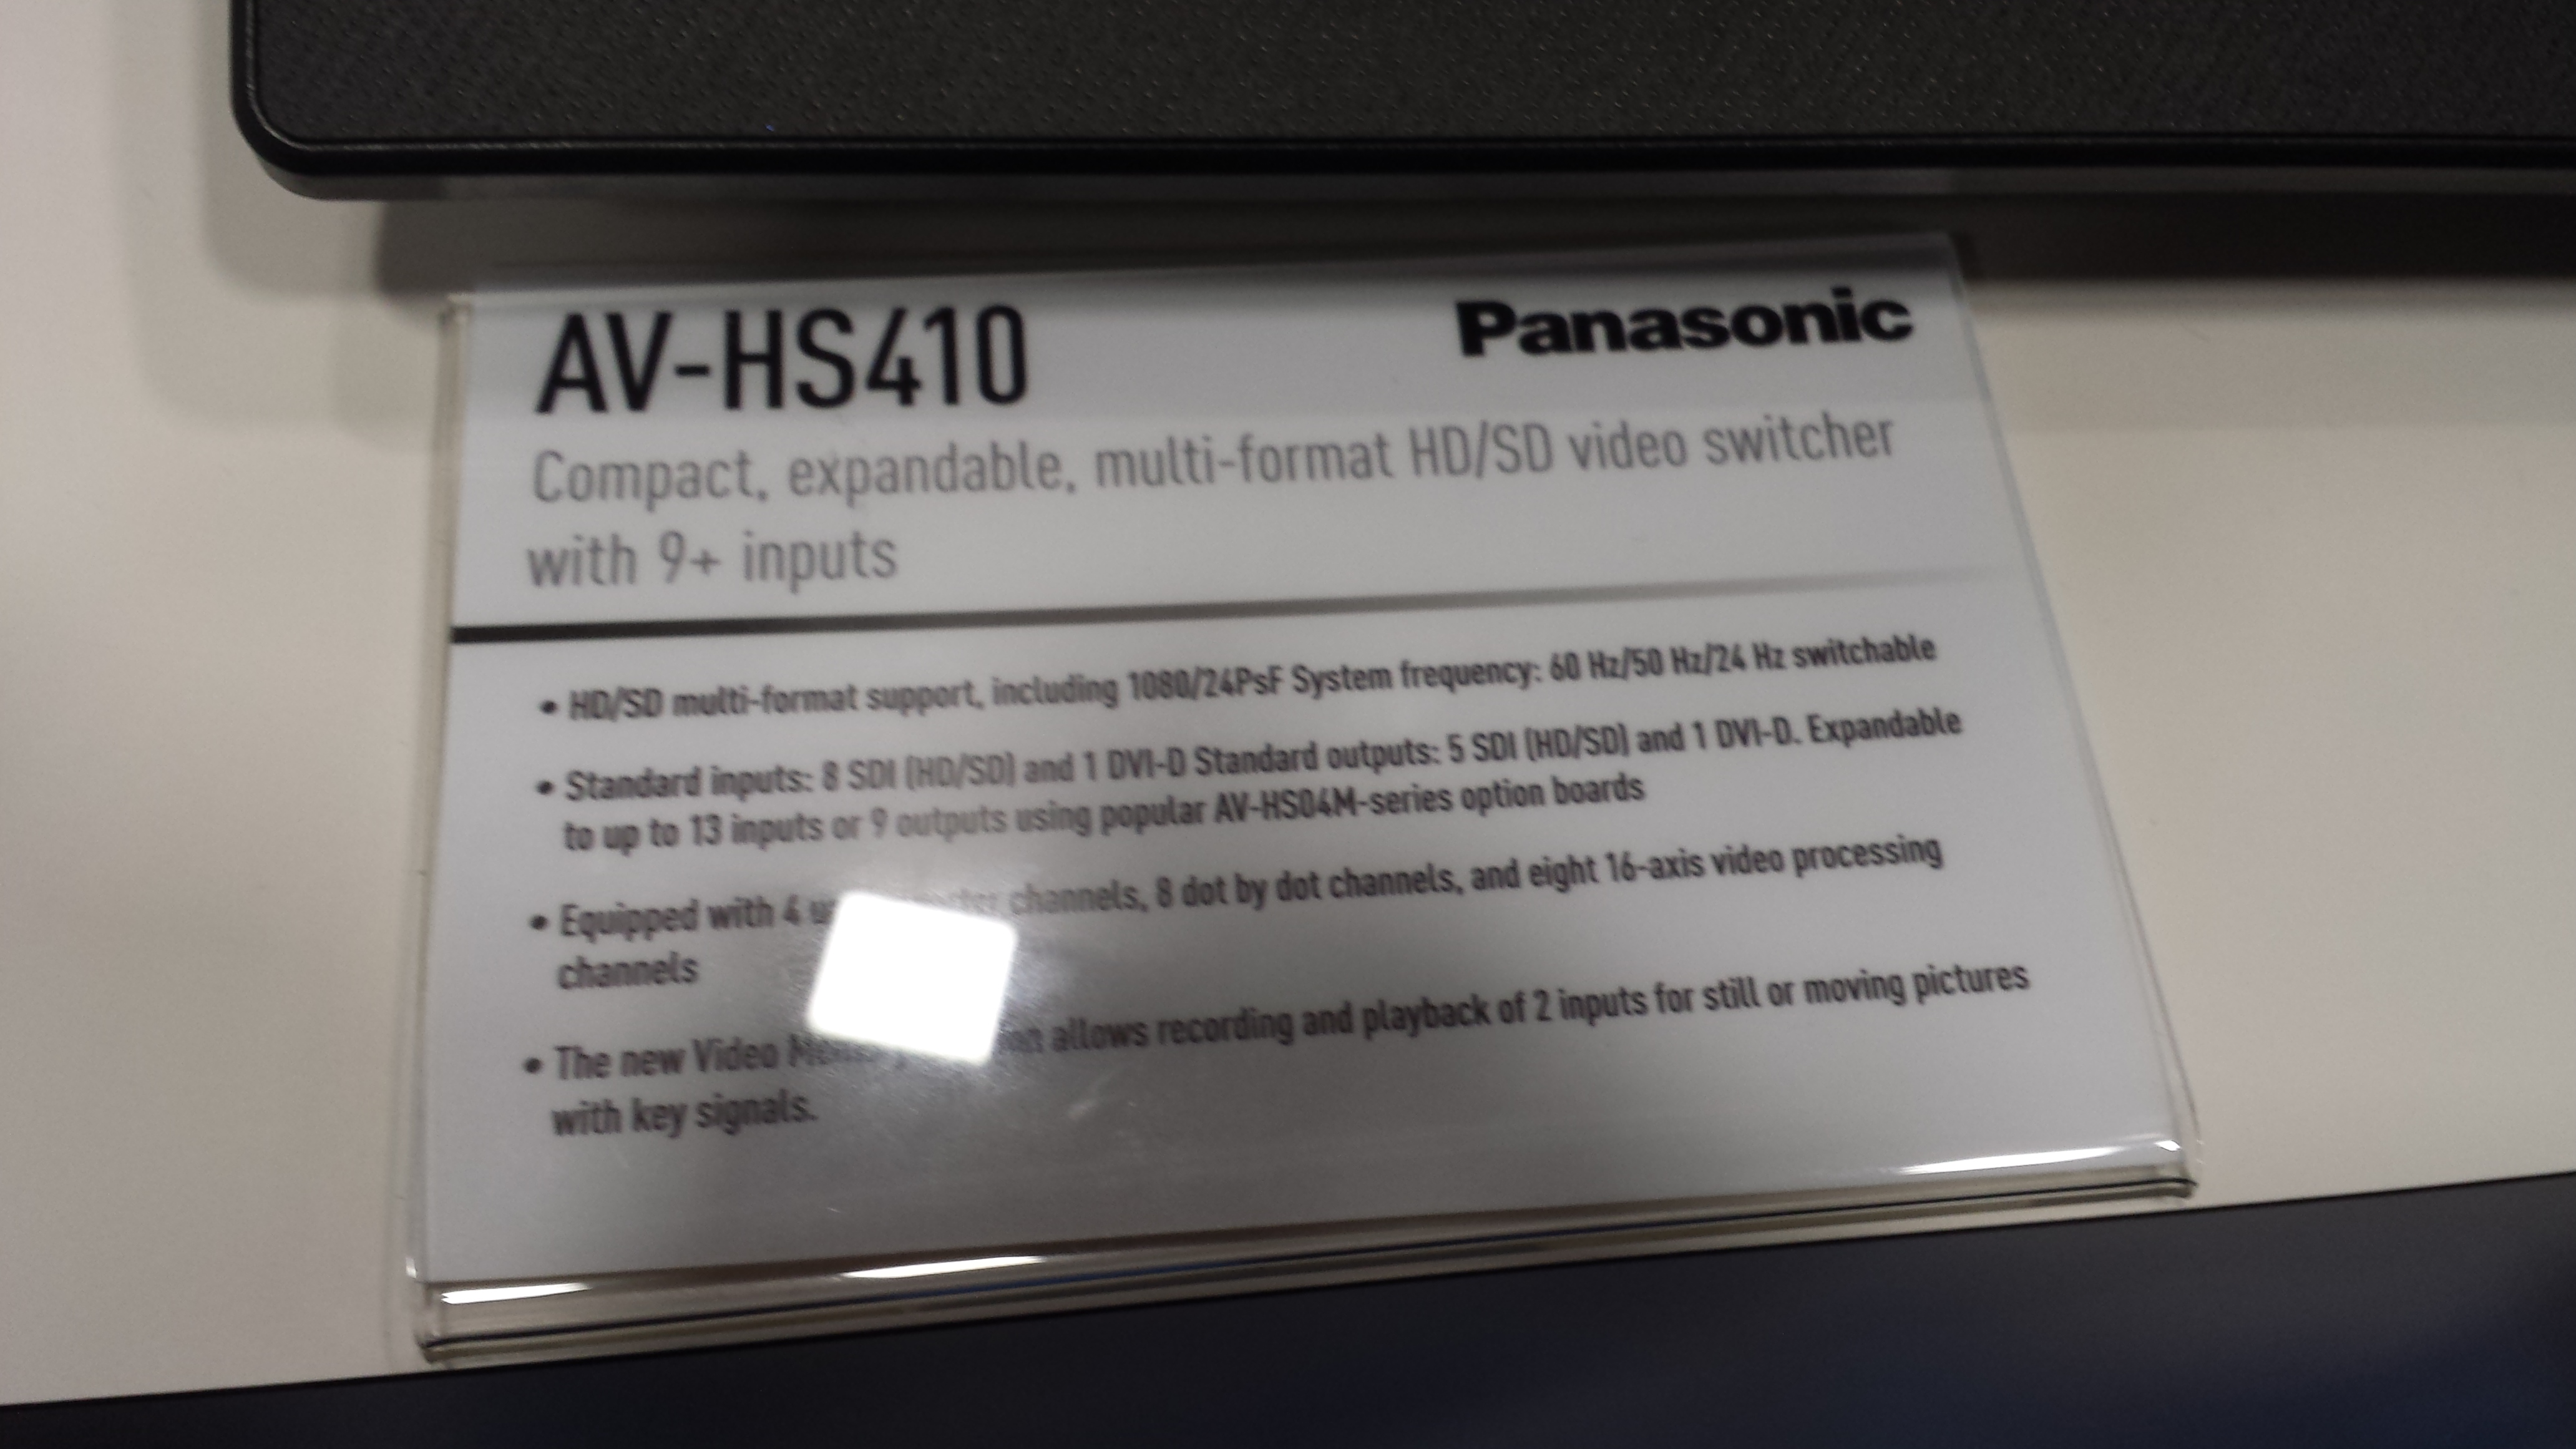 AV-HS410
Panasonic
Compact, expandable, multi-format HD/SD video switcher
with 9+ inputs
• HD/SD multi-format support, including 1080/24PsF System frequency: 60 Hz/50 Hz/24 Hz switchable
• Standard inputs: 8 SDI (HD/SD) and 1 DVI-D Standard outputs: 5 SDI (HD/SD) and 1 DVI-D. Expandable
to up to 13 inputs or 9 outputs using popular AV-HS04M-series option boards
• Equipped with 4 channels, 8 dot by dot channels, and eight 16-axis video processing
channels
• The new Video Memory allows recording and playback of 2 inputs for still or moving pictures
with key signals.